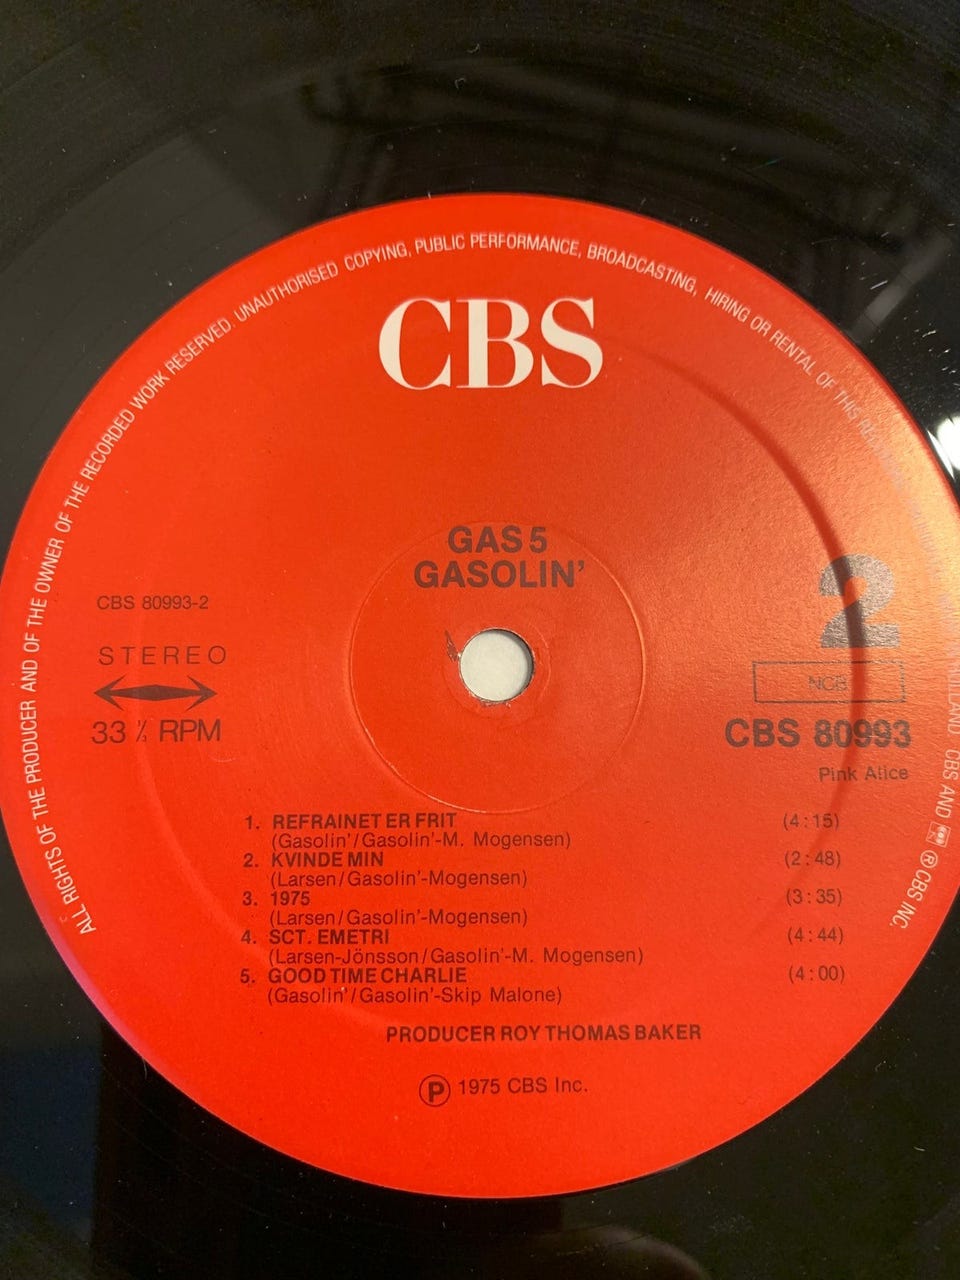 ALL RIGHTS OF THE PRODUCER AND OF THE OWNER OF THE RECORDED WORK RESERVED. UNAUTHORISED COPYING, PUBLIC PERFORMANCE, BROADCASTING, HIRING OR RENTAL OF THIS
CBS AND ℗ CBS INC.
CBS
GAS 5
GASOLIN'
CBS 80993-2
STEREO
33 ⅓ RPM
2
NCB
CBS 80993
Pink Alice
1. REFRAINET ER FRIT (4:15)
(Gasolin'/Gasolin'-M. Mogensen)
2. KVINDE MIN (2:48)
(Larsen/Gasolin'-Mogensen)
3. 1975 (3:35)
(Larsen/Gasolin'-Mogensen)
4. SCT. EMETRI (4:44)
(Larsen-Jönsson/Gasolin'-M. Mogensen)
5. GOOD TIME CHARLIE (4:00)
(Gasolin'/Gasolin'-Skip Malone)
PRODUCER ROY THOMAS BAKER
℗ 1975 CBS Inc.